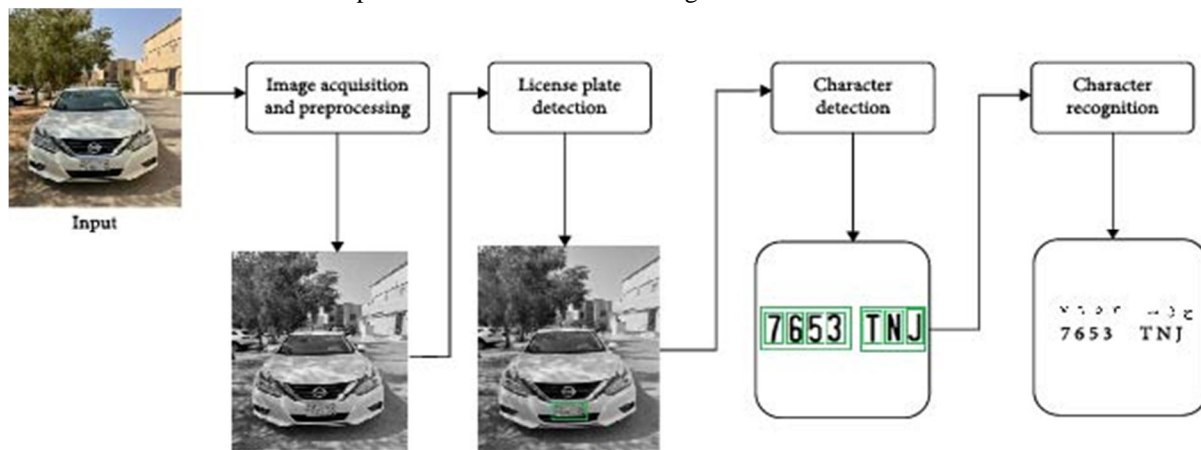 Image acquisition
and preprocessing
License plate
detection
Character
detection
Character
recognition
Input
7653 TNJ
7653 TNJ